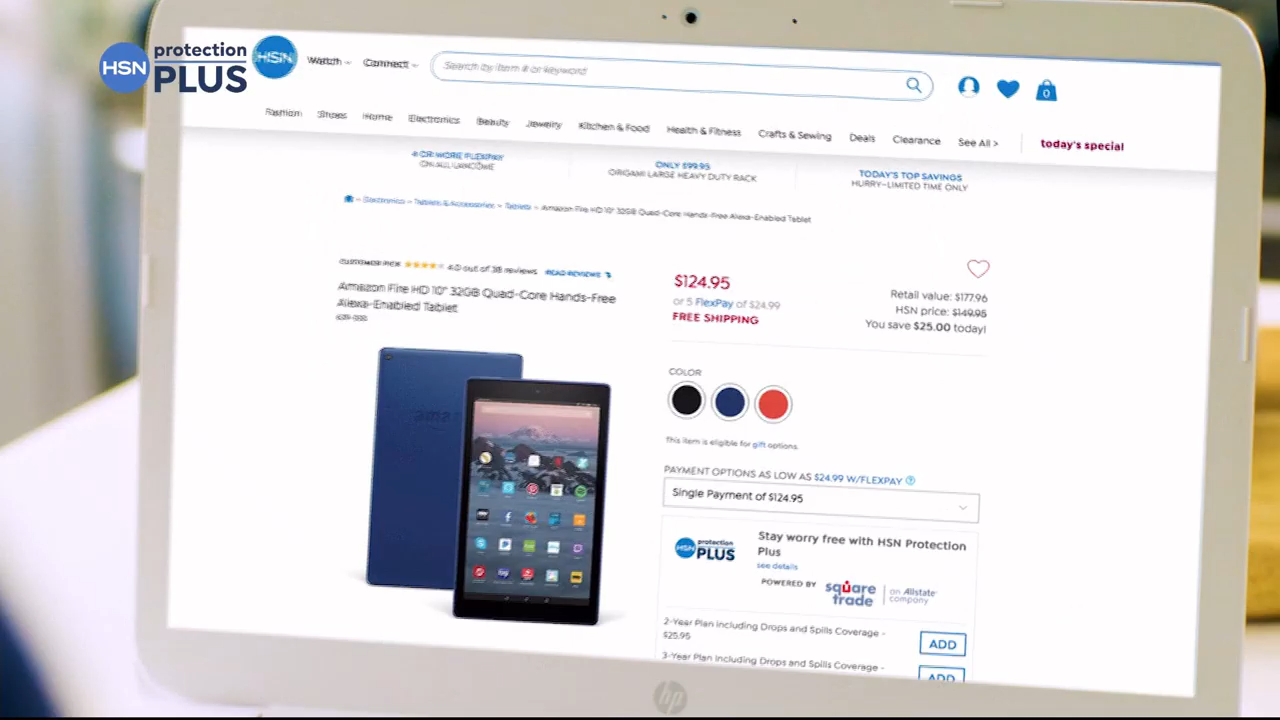 HSN protection PLUS
HSN Watch Connect Search by item # or keyword
0
Fashion Shoes Home Electronics Beauty Jewelry Kitchen & Food Health & Fitness Crafts & Sewing Deals Clearance See All > today's special
OR MORE FLEXPAY
ON ALL LANCOME
ONLY $99.95
ORIGAMI LARGE HEAVY DUTY RACK
TODAY'S TOP SAVINGS
HURRY–LIMITED TIME ONLY
Electronics – Tablets & Accessories – Tablets – Amazon Fire HD 10" 32GB Quad-Core Hands-Free Alexa-Enabled Tablet
CUSTOMER PICK 4.0 out of 38 reviews READ REVIEWS
Amazon Fire HD 10" 32GB Quad-Core Hands-Free
Alexa-Enabled Tablet
$124.95
or 5 FlexPay of $24.99
FREE SHIPPING
Retail value: $177.96
HSN price: $149.95
You save $25.00 today!
COLOR
This item is eligible for gift options.
PAYMENT OPTIONS AS LOW AS $24.99 W/FLEXPAY ?
Single Payment of $124.95
HSN protection PLUS
Stay worry free with HSN Protection
Plus
see details
POWERED BY square trade an Allstate company
2-Year Plan Including Drops and Spills Coverage -
$25.95
ADD
3-Year Plan Including Drops and Spills Coverage -
ADD
hp